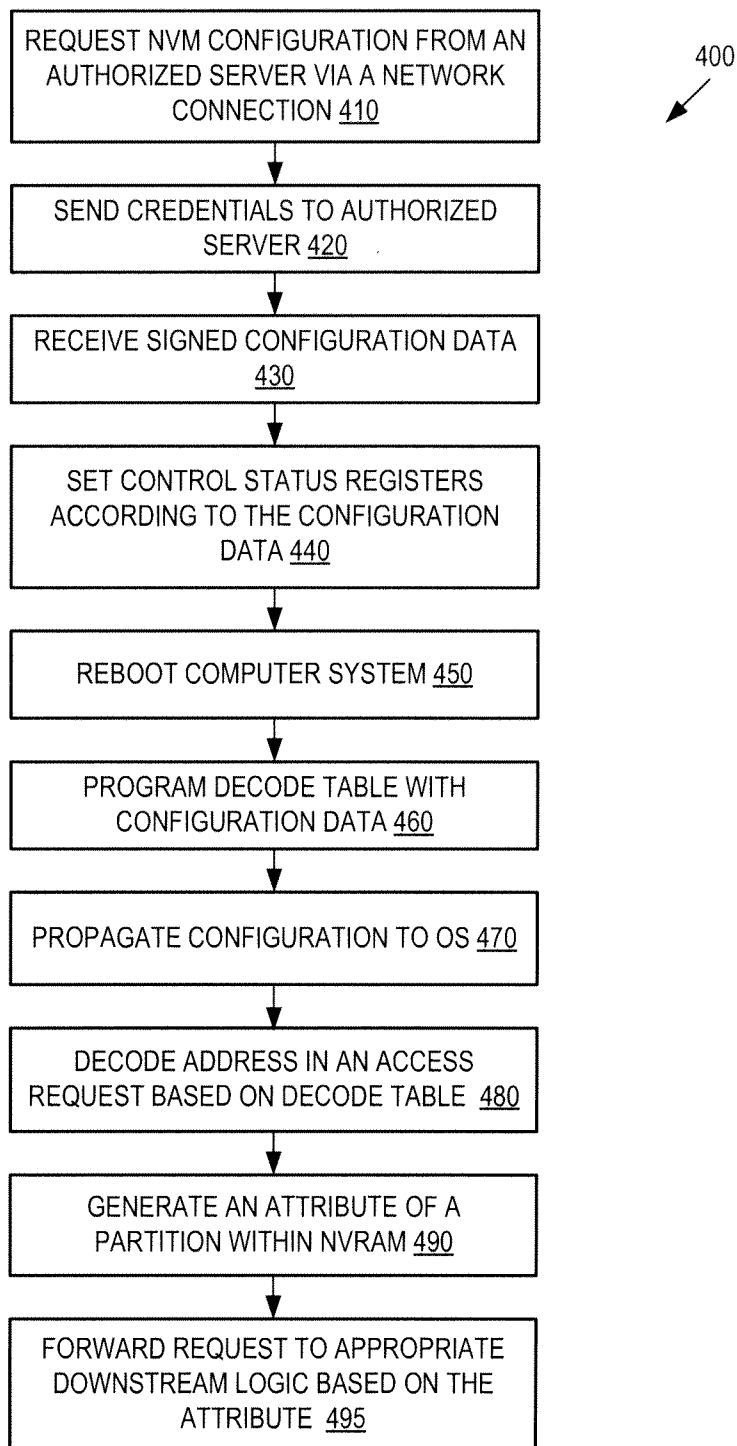 REQUEST NVM CONFIGURATION FROM AN
AUTHORIZED SERVER VIA A NETWORK
CONNECTION 410
400
SEND CREDENTIALS TO AUTHORIZED
SERVER 420
RECEIVE SIGNED CONFIGURATION DATA
430
SET CONTROL STATUS REGISTERS
ACCORDING TO THE CONFIGURATION
DATA 440
REBOOT COMPUTER SYSTEM 450
PROGRAM DECODE TABLE WITH
CONFIGURATION DATA 460
PROPAGATE CONFIGURATION TO OS 470
DECODE ADDRESS IN AN ACCESS
REQUEST BASED ON DECODE TABLE 480
GENERATE AN ATTRIBUTE OF A
PARTITION WITHIN NVRAM 490
FORWARD REQUEST TO APPROPRIATE
DOWNSTREAM LOGIC BASED ON THE
ATTRIBUTE 495